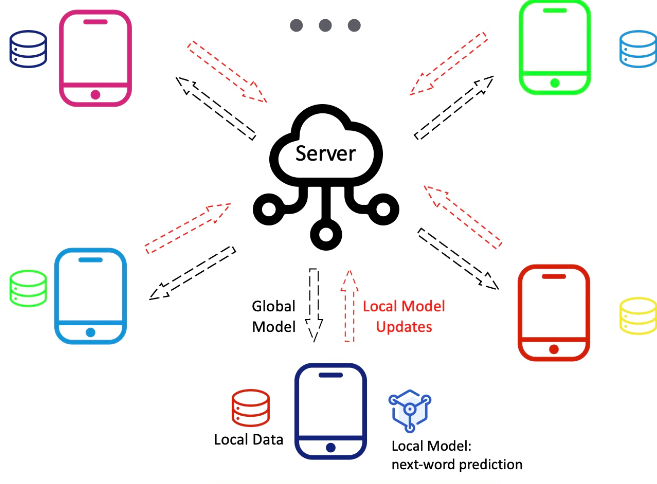 Server
Global
Model
Local Model
Updates
Local Data
Local Model:
next-word prediction